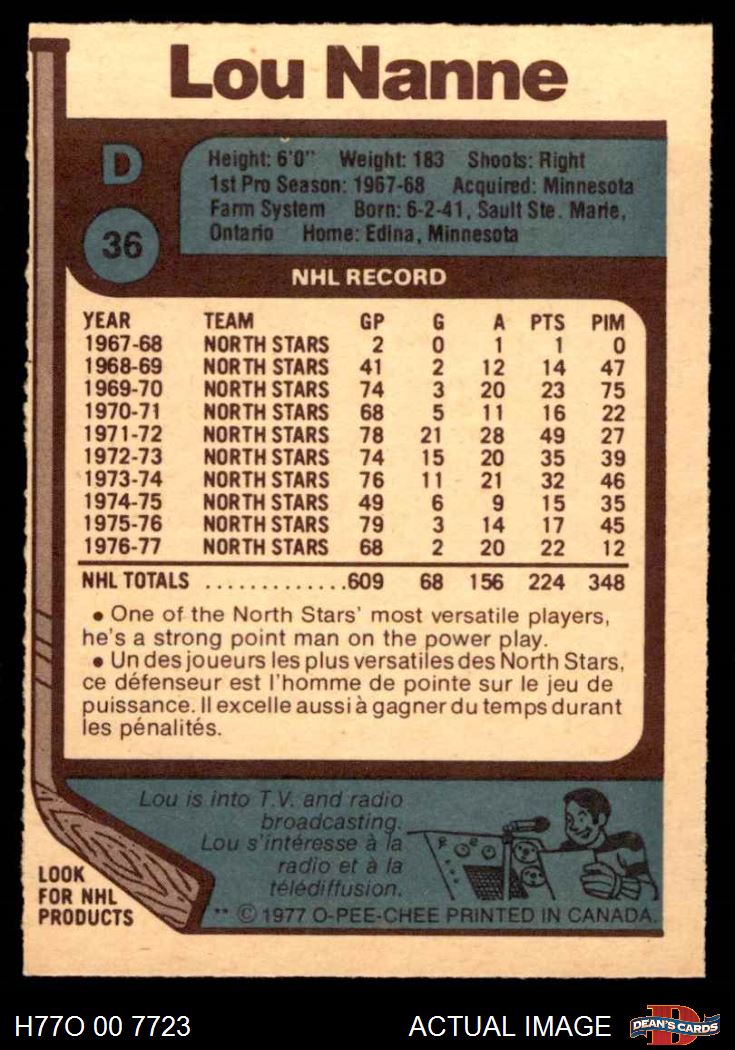 Lou Nanne
D
36
Height: 6'0" Weight: 183 Shoots: Right
1st Pro Season: 1967-68 Acquired: Minnesota
Farm System Born: 6-2-41, Sault Ste. Marie,
Ontario Home: Edina, Minnesota
NHL RECORD
YEAR TEAM GP G A PTS PIM
1967-68 NORTH STARS 2 0 1 1 0
1968-69 NORTH STARS 41 2 12 14 47
1969-70 NORTH STARS 74 3 20 23 75
1970-71 NORTH STARS 68 5 11 16 22
1971-72 NORTH STARS 78 21 28 49 27
1972-73 NORTH STARS 74 15 20 35 39
1973-74 NORTH STARS 76 11 21 32 46
1974-75 NORTH STARS 49 6 9 15 35
1975-76 NORTH STARS 79 3 14 17 45
1976-77 NORTH STARS 68 2 20 22 12
NHL TOTALS .............609 68 156 224 348
• One of the North Stars' most versatile players,
he's a strong point man on the power play.
• Un des joueurs les plus versatiles des North Stars,
ce défenseur est l'homme de pointe sur le jeu de
puissance. Il excelle aussi à gagner du temps durant
les pénalités.
Lou is into T.V. and radio
broadcasting.
Lou s'intéresse à la
radio et à la
télédiffusion.
LOOK
FOR NHL
PRODUCTS
** © 1977 O-PEE-CHEE PRINTED IN CANADA.
H77O 00 7723 ACTUAL IMAGE D DEAN'S CARDS